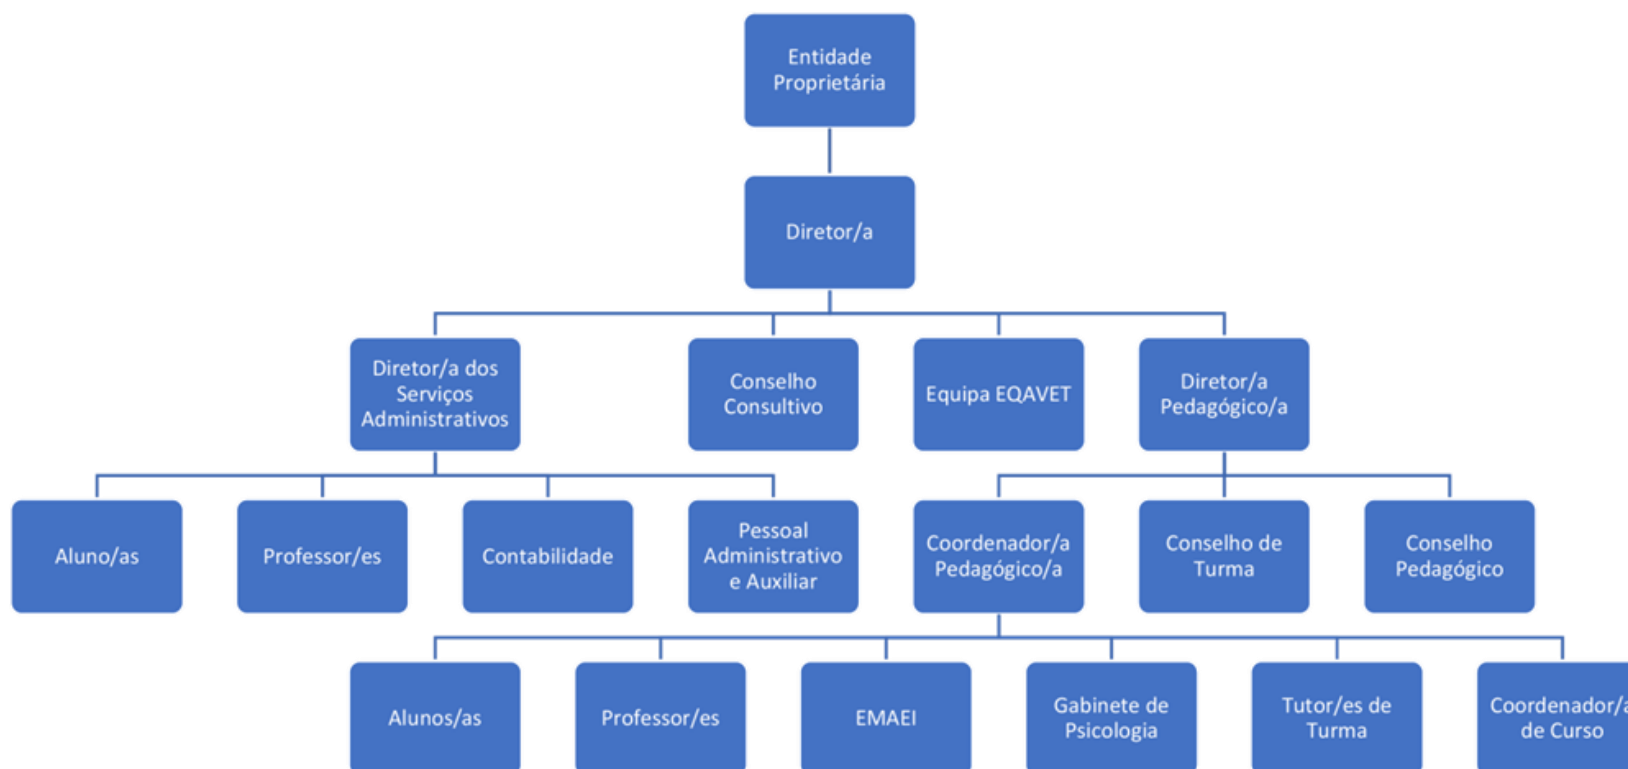 Entidade
Proprietária
Diretor/a
Diretor/a dos
Serviços
Administrativos
Conselho
Consultivo
Equipa EQAVET
Diretor/a
Pedagógico/a
Aluno/as
Professor/es
Contabilidade
Pessoal
Administrativo
e Auxiliar
Coordenador/a
Pedagógico/a
Conselho de
Turma
Conselho
Pedagógico
Alunos/as
Professor/es
EMAEI
Gabinete de
Psicologia
Tutor/es de
Turma
Coordenador/a
de Curso